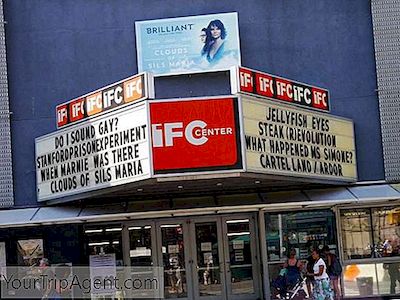 BRILLIANT
CLOUDS
OF
SILS MARIA
IFC IFC IFC IFC
IFC IFC IFC IFC
DO I SOUND GAY?
STANFORDPRISONEXPERIMENT
WHEN MARNIE WAS THERE
CLOUDS OF SILS MARIA
IFC CENTER
JELLYFISH EYES
STEAK (R)EVOLUTION
WHAT HAPPENED MS SIMONE?
CARTEL LAND / ARDOR
YourTripAgent.com